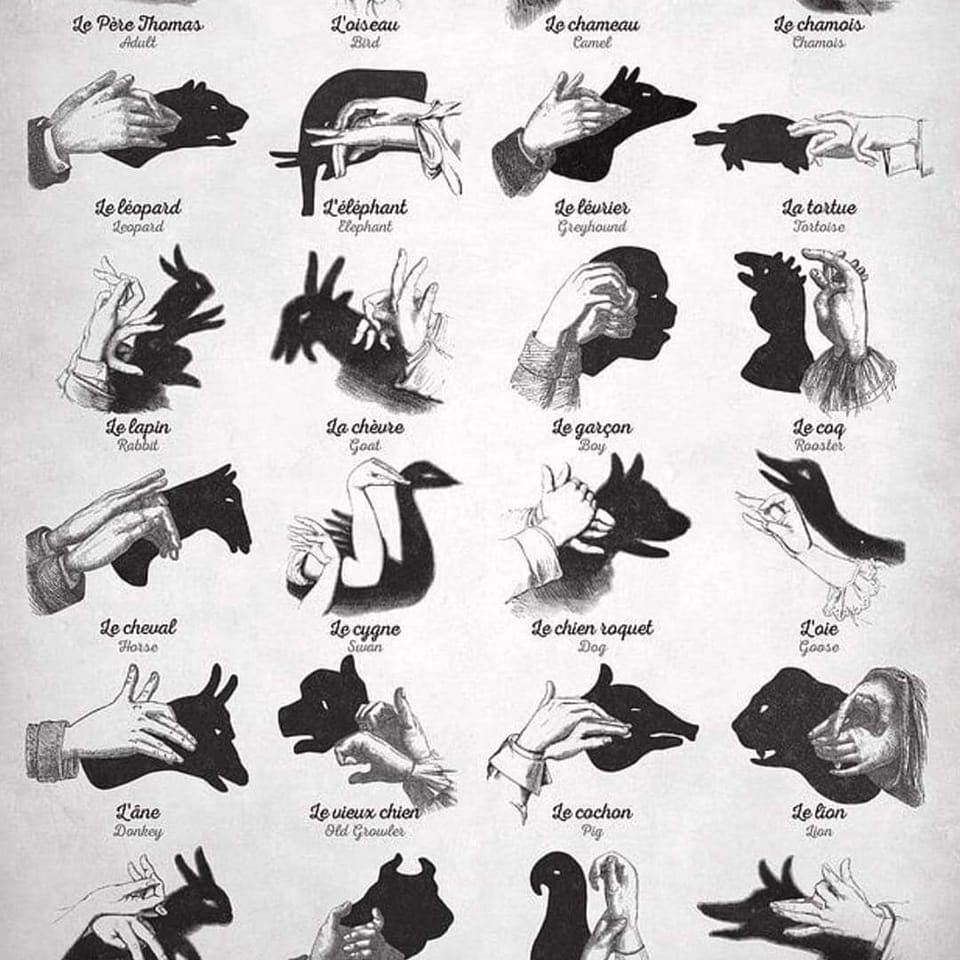 Le Père Thomas
Adult
L'oiseau
Bird
Le chameau
Camel
Le chamois
Chamois
Le léopard
Leopard
L'éléphant
Elephant
Le lévrier
Greyhound
La tortue
Tortoise
Le lapin
Rabbit
La chèvre
Goat
Le garçon
Boy
Le coq
Rooster
Le cheval
Horse
Le cygne
Swan
Le chien roquet
Dog
L'oie
Goose
L'âne
Donkey
Le vieux chien
Old Growler
Le cochon
Pig
Le lion
Lion